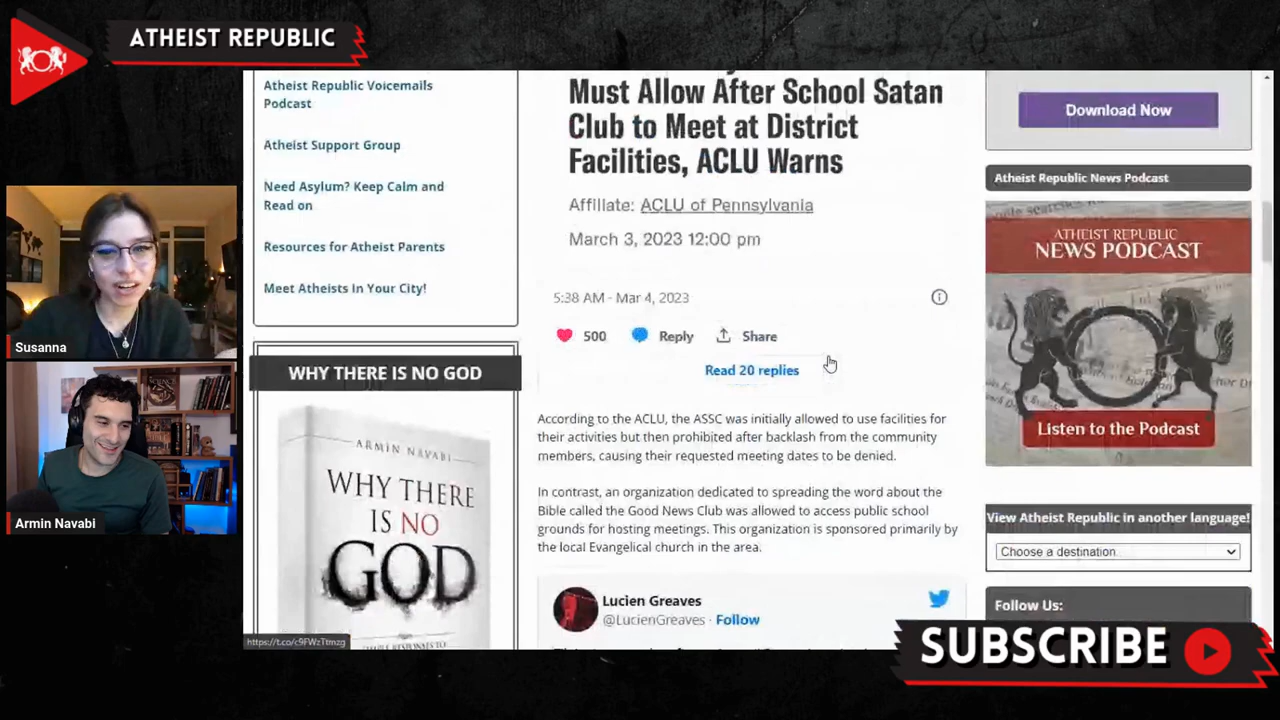 ATHEIST REPUBLIC
Susanna
Armin Navabi
Atheist Republic Voicemails
Podcast
Atheist Support Group
Need Asylum? Keep Calm and
Read on
Resources for Atheist Parents
Meet Atheists in Your City!
WHY THERE IS NO GOD
ARMIN NAVABI
WHY THERE
IS NO
GOD
https://t.co/c9FWzTtmzg
Must Allow After School Satan
Club to Meet at District
Facilities, ACLU Warns
Affiliate: ACLU of Pennsylvania
March 3, 2023 12:00 pm
5:38 AM · Mar 4, 2023
500 Reply Share
Read 20 replies
According to the ACLU, the ASSC was initially allowed to use facilities for
their activities but then prohibited after backlash from the community
members, causing their requested meeting dates to be denied.
In contrast, an organization dedicated to spreading the word about the
Bible called the Good News Club was allowed to access public school
grounds for hosting meetings. This organization is sponsored primarily by
the local Evangelical church in the area.
Lucien Greaves
@LucienGreaves · Follow
Download Now
Atheist Republic News Podcast
ATHEIST REPUBLIC
NEWS PODCAST
Listen to the Podcast
View Atheist Republic in another language!
Choose a destination
Follow Us:
SUBSCRIBE